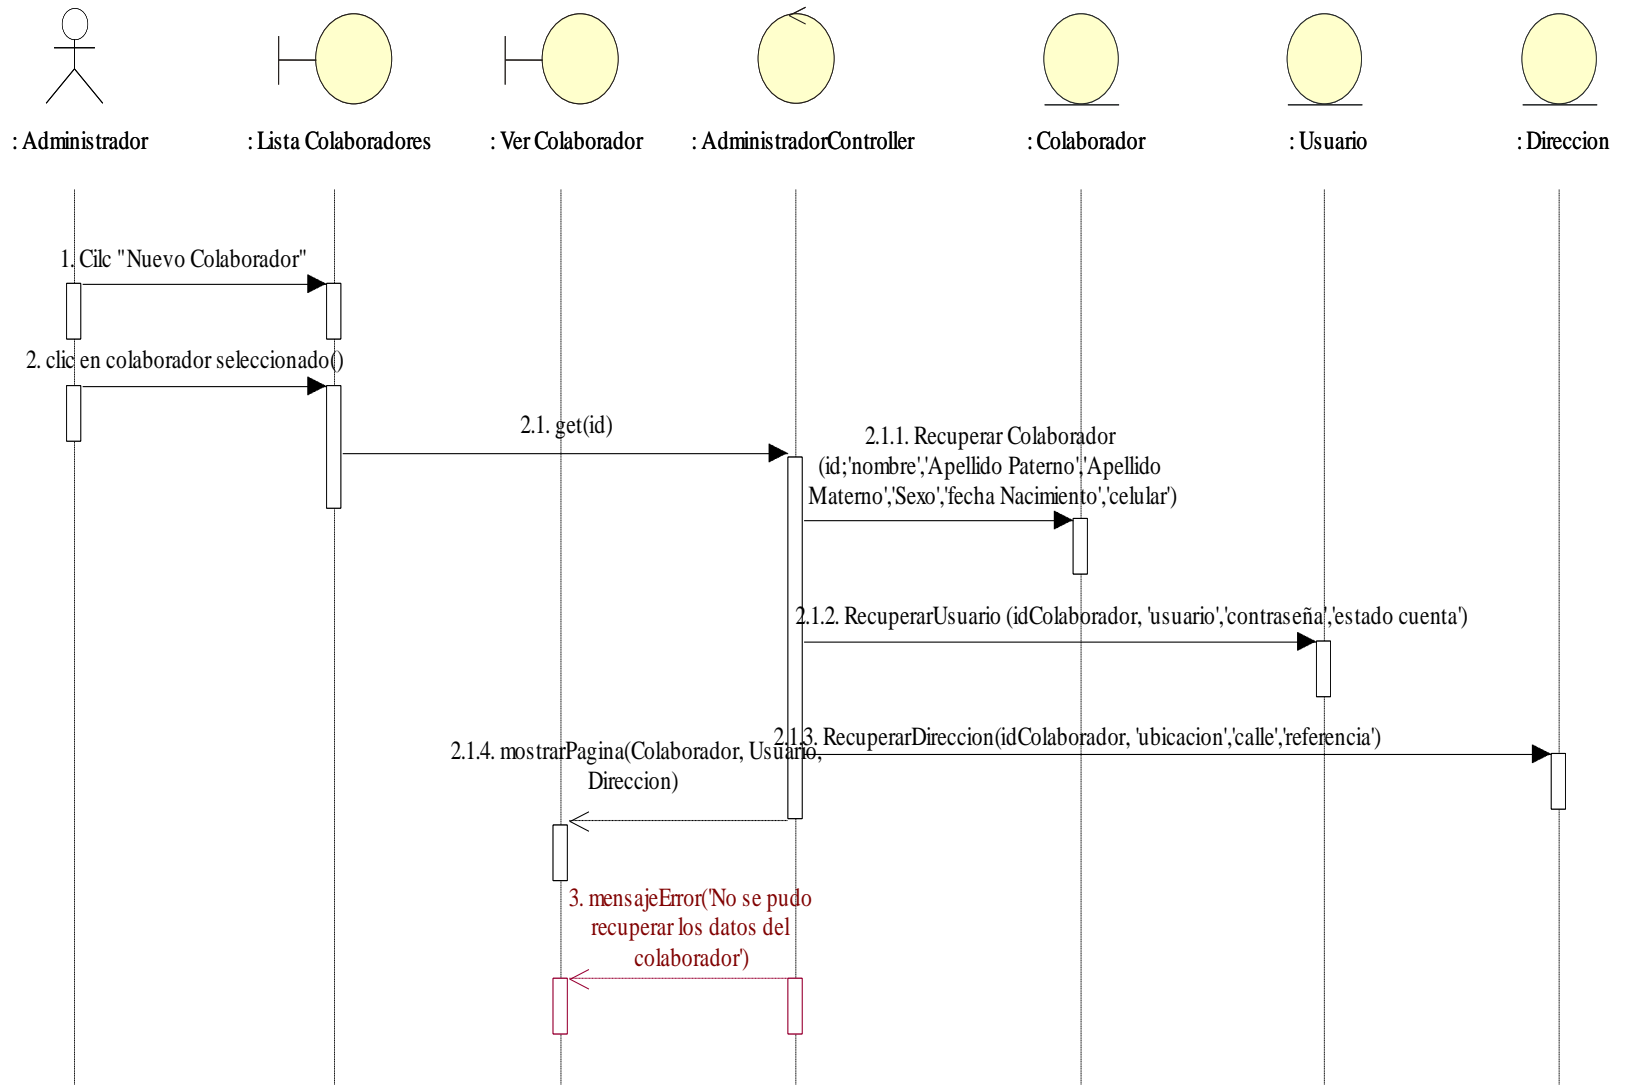 : Administrador
: Lista Colaboradores
: Ver Colaborador
: AdministradorController
: Colaborador
: Usuario
: Direccion
1. Cilc "Nuevo Colaborador"
2. clic en colaborador seleccionado()
2.1. get(id)
2.1.1. Recuperar Colaborador
(id;'nombre','Apellido Paterno','Apellido
Materno','Sexo','fecha Nacimiento','celular')
2.1.2. RecuperarUsuario (idColaborador, 'usuario','contraseña','estado cuenta')
2.1.3. RecuperarDireccion(idColaborador, 'ubicacion','calle','referencia')
2.1.4. mostrarPagina(Colaborador, Usuario,
Direccion)
3. mensajeError('No se pudo
recuperar los datos del
colaborador')